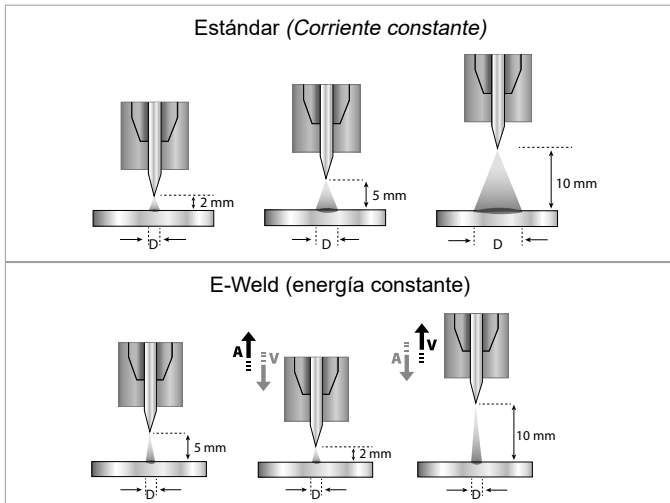 Estándar (Corriente constante)
2 mm
5 mm
10 mm
D
D
D
E-Weld (energía constante)
A
V
A
V
5 mm
2 mm
10 mm
D
D
D